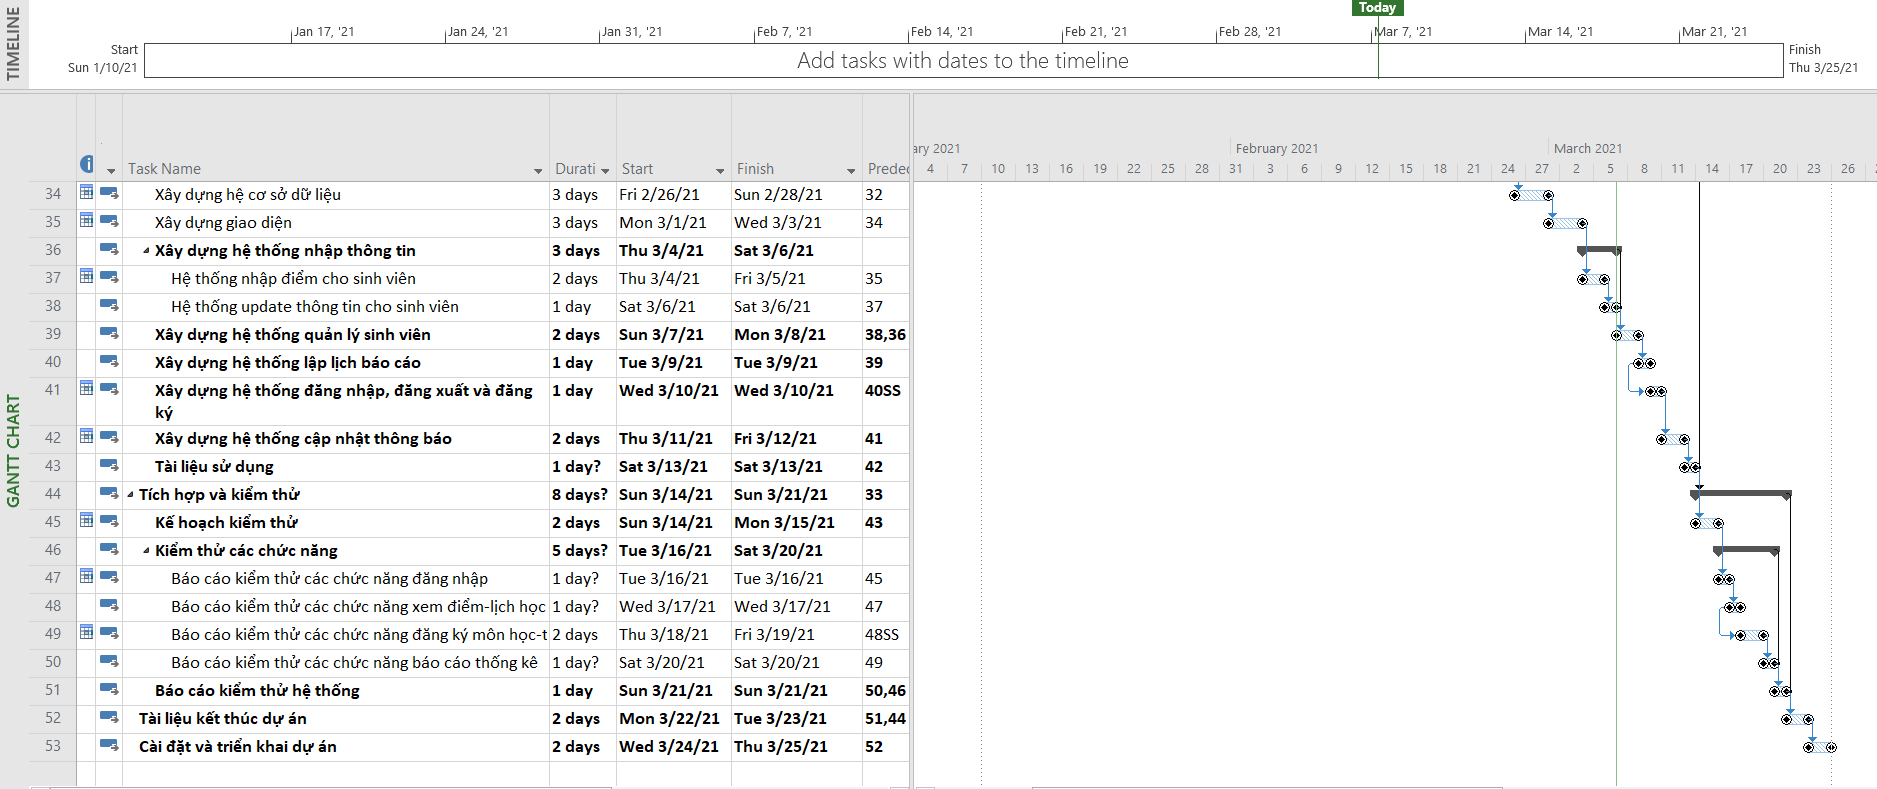 TIMELINE
Today
Jan 17, '21 Jan 24, '21 Jan 31, '21 Feb 7, '21 Feb 14, '21 Feb 21, '21 Feb 28, '21 Mar 7, '21 Mar 14, '21 Mar 21, '21
Start
Sun 1/10/21
Add tasks with dates to the timeline
Finish
Thu 3/25/21
GANTT CHART
Task Name Durati Start Finish Predec
ary 2021 February 2021 March 2021
4 7 10 13 16 19 22 25 28 31 3 6 9 12 15 18 21 24 27 2 5 8 11 14 17 20 23 26
34 Xây dựng hệ cơ sở dữ liệu 3 days Fri 2/26/21 Sun 2/28/21 32
35 Xây dựng giao diện 3 days Mon 3/1/21 Wed 3/3/21 34
36 Xây dựng hệ thống nhập thông tin 3 days Thu 3/4/21 Sat 3/6/21
37 Hệ thống nhập điểm cho sinh viên 2 days Thu 3/4/21 Fri 3/5/21 35
38 Hệ thống update thông tin cho sinh viên 1 day Sat 3/6/21 Sat 3/6/21 37
39 Xây dựng hệ thống quản lý sinh viên 2 days Sun 3/7/21 Mon 3/8/21 38,36
40 Xây dựng hệ thống lập lịch báo cáo 1 day Tue 3/9/21 Tue 3/9/21 39
41 Xây dựng hệ thống đăng nhập, đăng xuất và đăng 1 day Wed 3/10/21 Wed 3/10/21 40SS
ký
42 Xây dựng hệ thống cập nhật thông báo 2 days Thu 3/11/21 Fri 3/12/21 41
43 Tài liệu sử dụng 1 day? Sat 3/13/21 Sat 3/13/21 42
44 Tích hợp và kiểm thử 8 days? Sun 3/14/21 Sun 3/21/21 33
45 Kế hoạch kiểm thử 2 days Sun 3/14/21 Mon 3/15/21 43
46 Kiểm thử các chức năng 5 days? Tue 3/16/21 Sat 3/20/21
47 Báo cáo kiểm thử các chức năng đăng nhập 1 day? Tue 3/16/21 Tue 3/16/21 45
48 Báo cáo kiểm thử các chức năng xem điểm-lịch học 1 day? Wed 3/17/21 Wed 3/17/21 47
49 Báo cáo kiểm thử các chức năng đăng ký môn học-t 2 days Thu 3/18/21 Fri 3/19/21 48SS
50 Báo cáo kiểm thử các chức năng báo cáo thống kê 1 day? Sat 3/20/21 Sat 3/20/21 49
51 Báo cáo kiểm thử hệ thống 1 day Sun 3/21/21 Sun 3/21/21 50,46
52 Tài liệu kết thúc dự án 2 days Mon 3/22/21 Tue 3/23/21 51,44
53 Cài đặt và triển khai dự án 2 days Wed 3/24/21 Thu 3/25/21 52